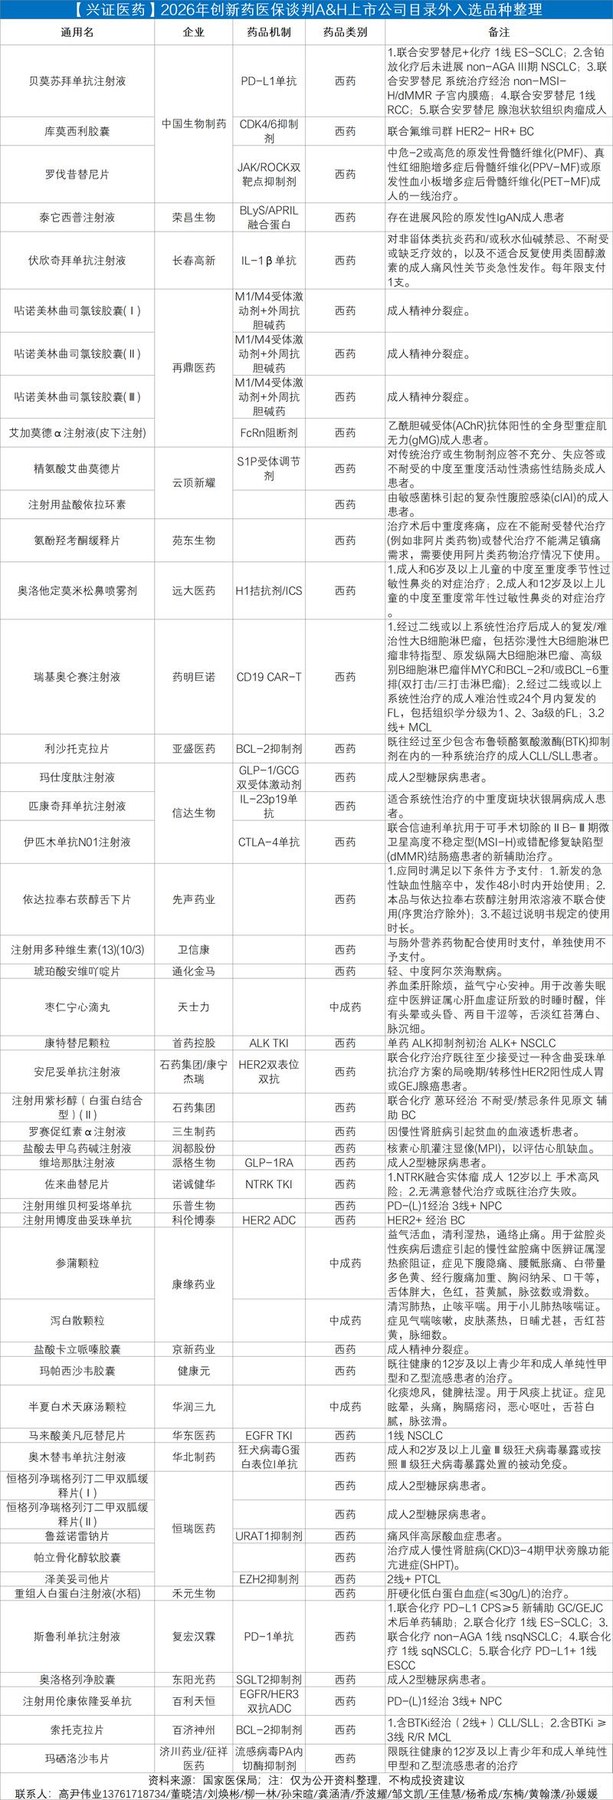 【兴证医药】2026年创新药医保谈判A&H上市公司目录外入选品种整理
通用名 企业 药品机制 药品类别 备注
贝莫苏拜单抗注射液 中国生物制药 PD-L1单抗 西药 1.联合安罗替尼+化疗 1线 ES-SCLC；2.含铂
放化疗后未进展 non-AGA III期 NSCLC；3.联
合安罗替尼 系统治疗经治 non-MSI-
H/dMMR 子宫内膜癌；4.联合安罗替尼 1线
RCC；5.联合安罗替尼 腺泡状软组织肉瘤成人
库莫西利胶囊 CDK4/6抑制
剂 西药 联合氟维司群 HER2- HR+ BC
罗伐昔替尼片 JAK/ROCK双
靶点抑制剂 西药 中危-2或高危的原发性骨髓纤维化(PMF)、真
性红细胞增多症后骨髓纤维化(PPV-MF)或原
发性血小板增多症后骨髓纤维化(PET-MF)成
人的一线治疗。
泰它西普注射液 荣昌生物 BLyS/APRIL
融合蛋白 西药 存在进展风险的原发性IgAN成人患者
伏欣奇拜单抗注射液 长春高新 IL-1β单抗 西药 对非甾体类抗炎药和/或秋水仙碱禁忌、不耐受
或缺乏疗效的，以及不适合反复使用类固醇
激素的成人痛风性关节炎急性发作。每年限支付
1支。
呫诺美林曲司氯铵胶囊(Ⅰ) 再鼎医药 M1/M4受体激
动剂+外周抗
胆碱药 西药 成人精神分裂症。
呫诺美林曲司氯铵胶囊(Ⅱ) M1/M4受体激
动剂+外周抗
胆碱药 西药 成人精神分裂症。
呫诺美林曲司氯铵胶囊(Ⅲ) M1/M4受体激
动剂+外周抗
胆碱药 西药 成人精神分裂症。
艾加莫德α注射液(皮下注射) FcRn阻断剂 西药 乙酰胆碱受体(AChR)抗体阳性的全身型重症肌
无力(gMG)成人患者。
精氨酸艾曲莫德片 云顶新耀 S1P受体调节
剂 西药 对传统治疗或生物制剂应答不充分、失应答或
不耐受的中度至重度活动性溃疡性结肠炎成人
患者。
注射用盐酸依拉环素 西药 由敏感菌株引起的复杂性腹腔感染(cIAI)的成人
患者。
氨酚羟考酮缓释片 苑东生物 西药 治疗术后中重度疼痛，应在不能耐受替代治疗
(例如非阿片类药物)或替代治疗不能满足镇痛
需求，需要使用阿片类药物治疗情况下使用。
奥洛他定莫米松鼻喷雾剂 远大医药 H1拮抗剂/ICS 西药 1.成人和6岁及以上儿童的中度至重度季节性过
敏性鼻炎的对症治疗；2.成人和12岁及以上儿
童的中度至重度常年性过敏性鼻炎的对症治疗
。
瑞基奥仑赛注射液 药明巨诺 CD19 CAR-T 西药 1.经过二线或以上系统性治疗后成人的复发/难
治性大B细胞淋巴瘤，包括弥漫性大B细胞淋巴
瘤非特指型、原发纵隔大B细胞淋巴瘤、高级
别B细胞淋巴瘤伴MYC和BCL-2和/或BCL-6重
排(双打击/三打击淋巴瘤)；2.经过二线或以上
系统性治疗的成人难治性或24个月内复发的
FL，包括组织学分级为1、2、3a级的FL；3.2
线+ MCL
利沙托克拉片 亚盛医药 BCL-2抑制剂 西药 既往经过至少包含布鲁顿酪氨酸激酶(BTK)抑制
剂在内的一种系统治疗的成人CLL/SLL患者。
玛仕度肽注射液 信达生物 GLP-1/GCG
双受体激动剂 西药 成人2型糖尿病患者。
匹康奇拜单抗注射液 IL-23p19单
抗 西药 适合系统性治疗的中重度斑块状银屑病成人患
者。
伊匹木单抗N01注射液 CTLA-4单抗 西药 联合信迪利单抗用于可手术切除的ⅡB-Ⅲ期微
卫星高度不稳定型(MSI-H)或错配修复缺陷型
(dMMR)结肠癌患者的新辅助治疗。
依达拉奉右莰醇舌下片 先声药业 西药 1.应同时满足以下条件方予支付：1.新发的急
性缺血性脑卒中，发作48小时内开始使用；2.
本品与依达拉奉右莰醇注射用浓溶液不联合使
用(序贯治疗除外)；3.不超过说明书规定的使用
时长。
注射用多种维生素(13)(10/3) 卫信康 西药 与肠外营养药物配合使用时支付，单独使用不
予支付。
琥珀酸安维吖啶片 通化金马 西药 轻、中度阿尔茨海默病。
枣仁宁心滴丸 天士力 中成药 养血柔肝除烦，益气宁心安神。用于改善失眠
症中医辨证属心肝血虚证所致的时睡时醒，伴
有头晕或头昏、两目干涩等，舌淡红苔薄白、
脉沉细。
康特替尼颗粒 首药控股 ALK TKI 西药 单药 ALK抑制剂初治 ALK+ NSCLC
安尼妥单抗注射液 石药集团/康宁
杰瑞 HER2双表位
双抗 西药 联合化疗治疗既往至少接受过一种含曲妥珠单
抗治疗方案的局晚期/转移性HER2阳性成人胃
或GEJ腺癌患者。
注射用紫杉醇（白蛋白结合
型）(Ⅱ) 石药集团 西药 联合化疗 蒽环经治 不耐受/禁忌条件见原文 辅
助 BC
罗赛促红素α注射液 三生制药 西药 因慢性肾脏病引起贫血的血液透析患者。
盐酸去甲乌药碱注射液 润都股份 西药 核素心肌灌注显像(MPI)，以评估心肌缺血。
维培那肽注射液 派格生物 GLP-1RA 西药 成人2型糖尿病患者。
佐来曲替尼片 诺诚健华 NTRK TKI 西药 1.NTRK融合实体瘤 成人 12岁以上 手术高风
险；2.无满意替代治疗或既往治疗失败。
注射用维贝柯妥塔单抗 乐普生物 西药 PD-(L)1经治 3线+ NPC
注射用博度曲妥珠单抗 科伦博泰 HER2 ADC 西药 HER2+ 经治 BC
参蒲颗粒 康缘药业 中成药 益气活血，清利湿热，通络止痛。用于盆腔炎
性疾病后遗症引起的慢性盆腔痛中医辨证属湿
热瘀阻证，症见下腹隐痛、腰骶胀痛、白带量
多色黄、经行腹痛加重、胸闷纳呆、口干等，
舌体胖大，色红，苔黄腻，脉弦数或滑数。
泻白散颗粒 中成药 清泻肺热，止咳平喘。用于小儿肺热咳喘证。
症见气喘咳嗽，皮肤蒸热，日晡尤甚，舌红苔
黄，脉细数。
盐酸卡立哌嗪胶囊 京新药业 西药 成人精神分裂症。
玛帕西沙韦胶囊 健康元 西药 既往健康的12岁及以上青少年和成人单纯性甲
型和乙型流感患者的治疗。
半夏白术天麻汤颗粒 华润三九 中成药 化痰熄风，健脾祛湿。用于风痰上扰证。症见
眩晕，头痛，胸膈痞闷，恶心呕吐，舌苔白
腻，脉弦滑。
马来酸美凡厄替尼片 华东医药 EGFR TKI 西药 1线 NSCLC
奥木替韦单抗注射液 华北制药 狂犬病毒G蛋
白表位I单抗 西药 成人和2岁及以上儿童Ⅲ级狂犬病毒暴露或按
照Ⅲ级狂犬病毒暴露处置的被动免疫。
恒格列净瑞格列汀二甲双胍缓
释片(Ⅰ) 恒瑞医药 西药 成人2型糖尿病患者。
恒格列净瑞格列汀二甲双胍缓
释片(Ⅱ) 西药 成人2型糖尿病患者。
鲁兹诺雷钠片 URAT1抑制剂 西药 痛风伴高尿酸血症患者。
帕立骨化醇软胶囊 西药 治疗成人慢性肾脏病(CKD)3-4期甲状旁腺功能
亢进症(SHPT)。
泽美妥司他片 EZH2抑制剂 西药 2线+ PTCL
重组人白蛋白注射液(水稻) 禾元生物 西药 肝硬化低白蛋白血症(≤30g/L)的治疗。
斯鲁利单抗注射液 复宏汉霖 PD-1单抗 西药 1.联合化疗 PD-L1 CPS≥5 新辅助 GC/GEJC
术后单药辅助；2.联合化疗 1线 ES-SCLC；3.
联合化疗 non-AGA 1线 nsqNSCLC；4.联合化
疗 1线 sqNSCLC；5.联合化疗 PD-L1+ 1线
ESCC
奥洛格列净胶囊 东阳光药 SGLT2抑制剂 西药 成人2型糖尿病患者。
注射用伦康依隆妥单抗 百利天恒 EGFR/HER3
双抗ADC 西药 PD-(L)1经治 3线+ NPC
索托克拉片 百济神州 BCL-2抑制剂 西药 1.含BTKi经治（2线+）CLL/SLL；2.含BTKi ≥
3线 R/R MCL
玛硒洛沙韦片 济川药业/征祥
医药 流感病毒PA内
切酶抑制剂 西药 限既往健康的12岁及以上青少年和成人单纯性
甲型和乙型流感患者的治疗
资料来源：国家医保局；注：仅为公开资料整理，不构成投资建议
联系人：高尹伟业13761718734/董晓洁/刘焕彬/柳一林/孙宋暄/龚涵清/乔波耀/邹文凯/王佳慧/杨希成/东楠/黄翰漾/孙媛媛